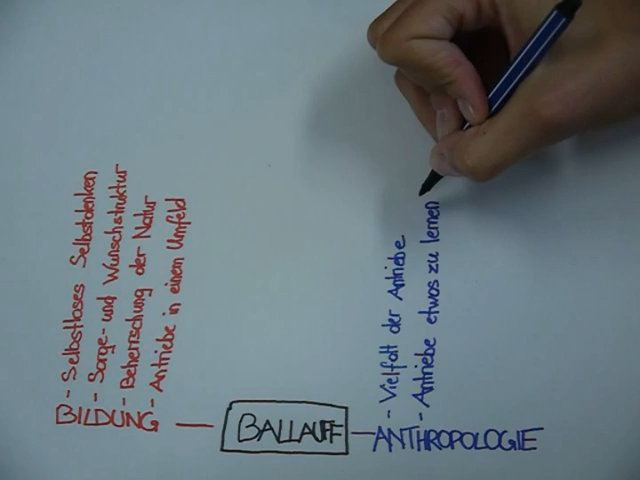 - Selbstloses Selbstdenken
- Sorge- und Wunschstruktur
- Beherrschung der Natur
- Antriebe in einem Umfeld
BILDUNG
BALLAUFF
- Vielfalt der Antriebe
- Antriebe etwas zu lernen
ANTHROPOLOGIE